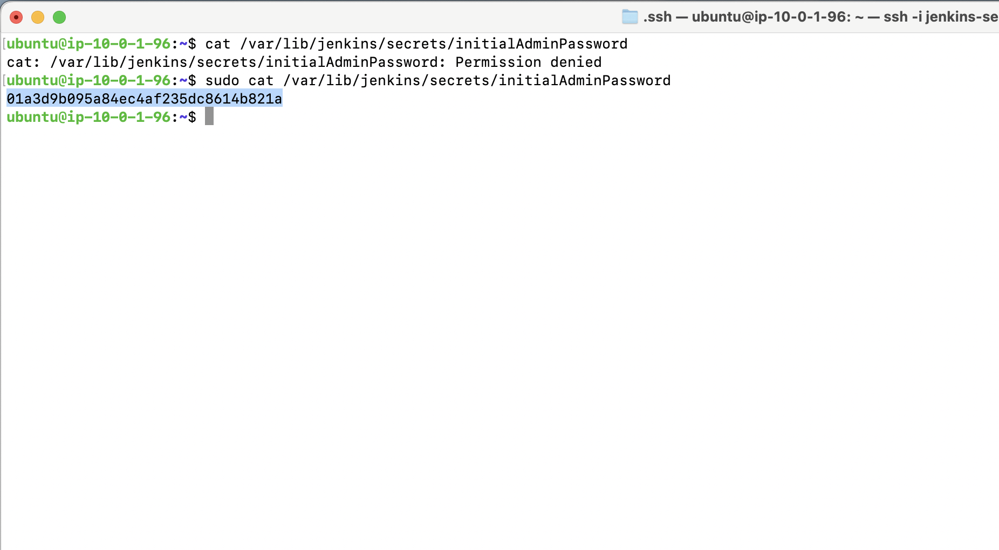 .ssh — ubuntu@ip-10-0-1-96: ~ — ssh -i jenkins-se
[ubuntu@ip-10-0-1-96:~$ cat /var/lib/jenkins/secrets/initialAdminPassword
cat: /var/lib/jenkins/secrets/initialAdminPassword: Permission denied
[ubuntu@ip-10-0-1-96:~$ sudo cat /var/lib/jenkins/secrets/initialAdminPassword
01a3d9b095a84ec4af235dc8614b821a
ubuntu@ip-10-0-1-96:~$